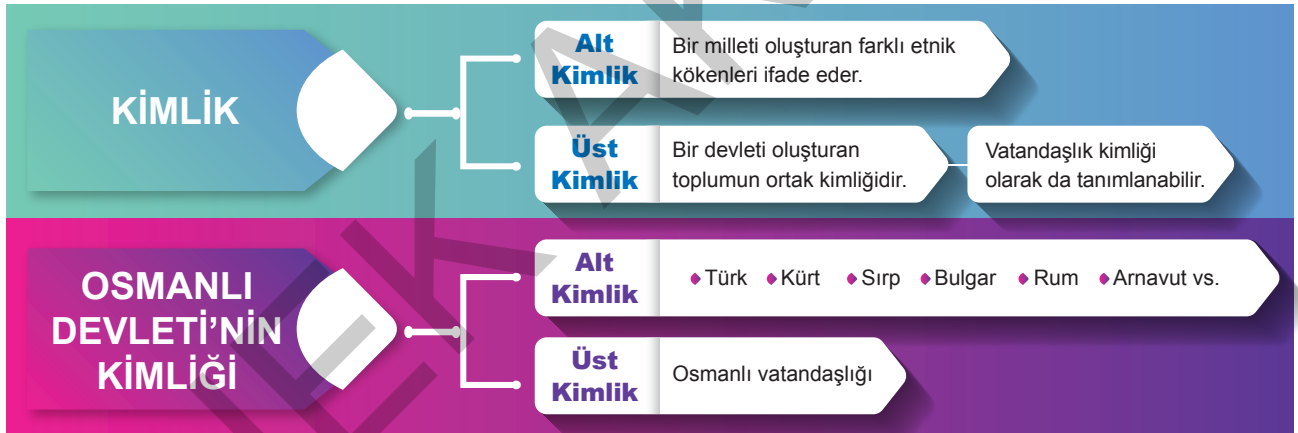 KİMLİK
Alt
Kimlik
Bir milleti oluşturan farklı etnik
kökenleri ifade eder.
Üst
Kimlik
Bir devleti oluşturan
toplumun ortak kimliğidir.
Vatandaşlık kimliği
olarak da tanımlanabilir.
OSMANLI
DEVLETİ’NİN
KİMLİĞİ
Alt
Kimlik
Türk Kürt Sırp Bulgar Rum Arnavut vs.
Üst
Kimlik
Osmanlı vatandaşlığı